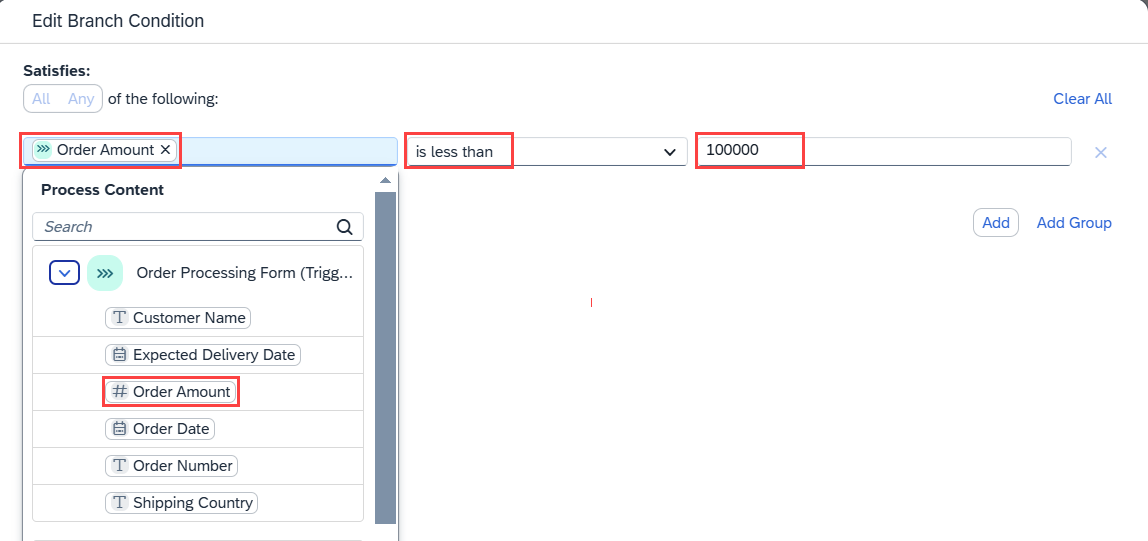 Edit Branch Condition
Satisfies:
All Any of the following:
Clear All
Order Amount
is less than
100000
Process Content
Search
Add
Add Group
Order Processing Form (Trigg...
Customer Name
Expected Delivery Date
Order Amount
Order Date
Order Number
Shipping Country